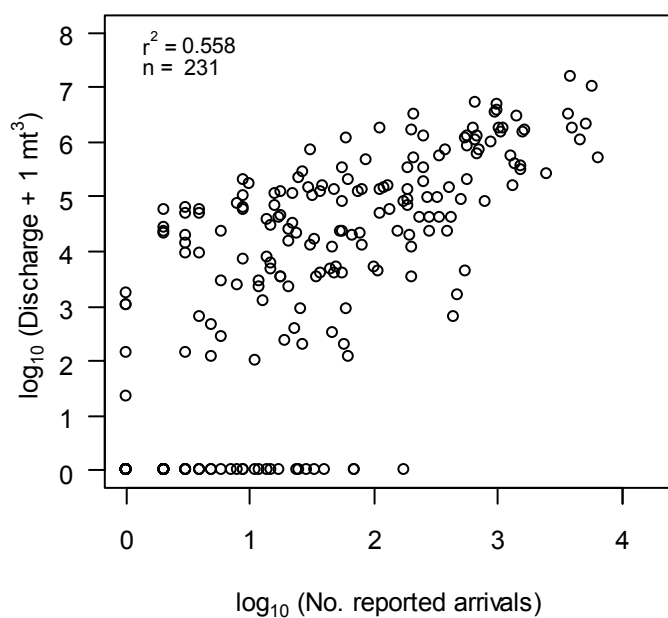 r² = 0.558
n = 231
8
7
6
5
4
3
2
1
0
log₁₀ (Discharge + 1 mt³)
0 1 2 3 4
log₁₀ (No. reported arrivals)